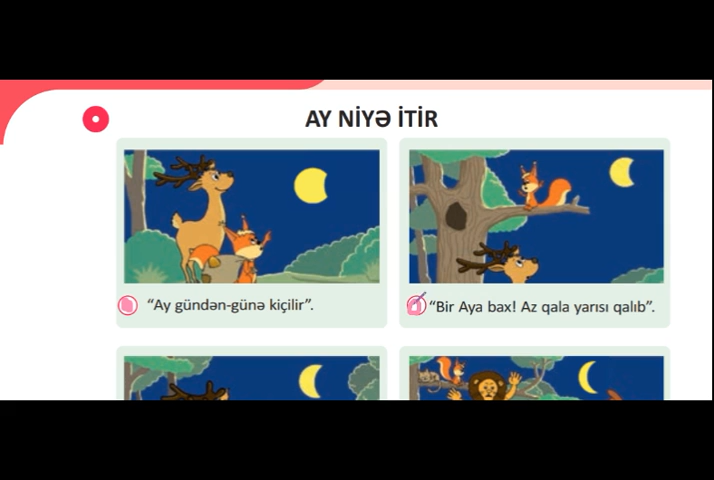 AY NİYƏ İTİR
“Ay gündən-günə kiçilir”.
“Bir Aya bax! Az qala yarısı qalıb”.